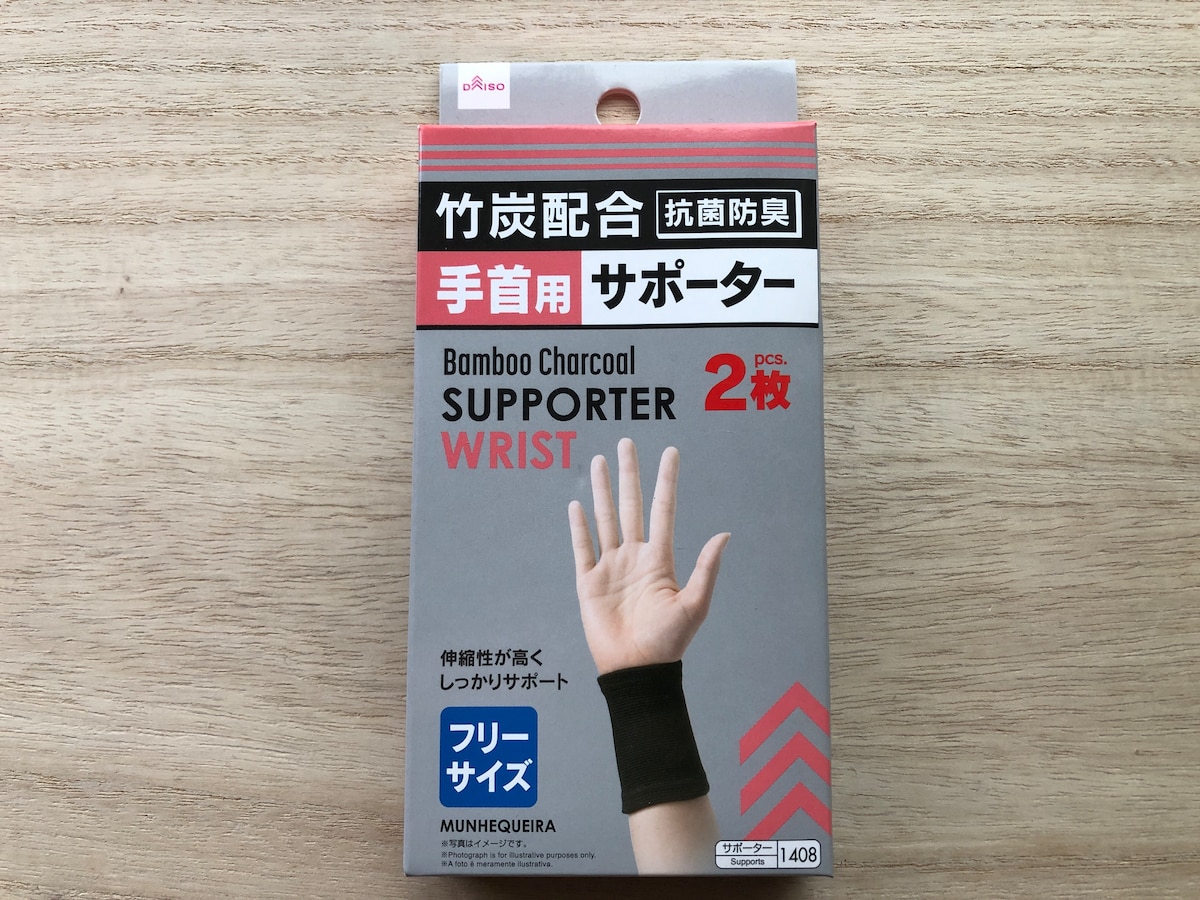 DAISO
竹炭配合 抗菌防臭
手首用 サポーター
Bamboo Charcoal
SUPPORTER
WRIST
2枚 pcs.
伸縮性が高く
しっかりサポート
フリー
サイズ
MUNHEQUEIRA
※写真はイメージです。
※Photograph is for illustrative purposes only.
※A foto é meramente ilustrativa.
サポーター
Supports
1408